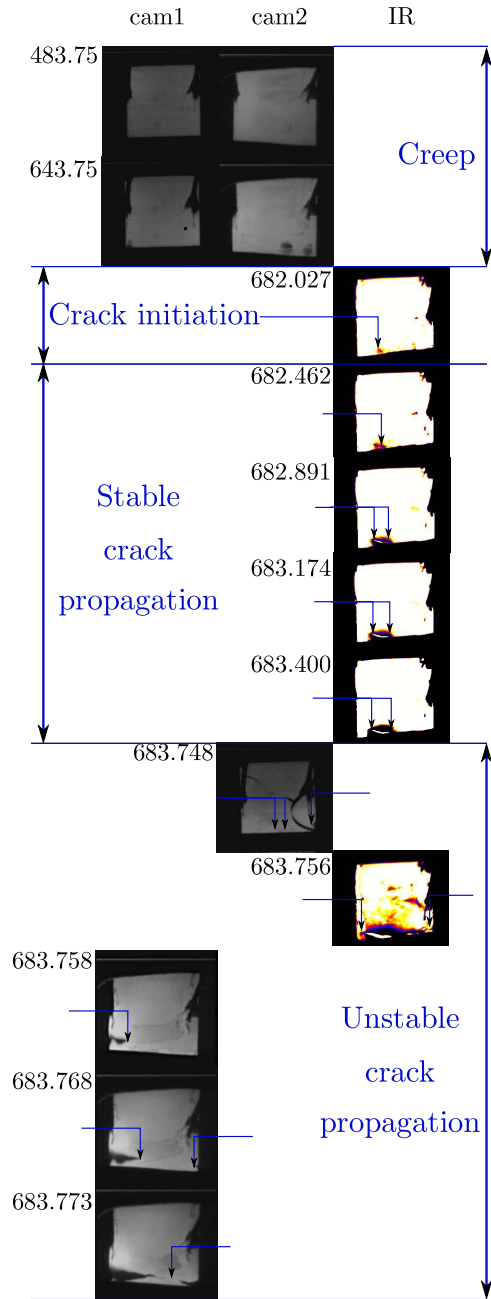 cam1 cam2 IR
483.75
Creep
643.75
682.027
Crack initiation
682.462
682.891
Stable
crack
propagation
683.174
683.400
683.748
683.756
683.758
Unstable
crack
propagation
683.768
683.773